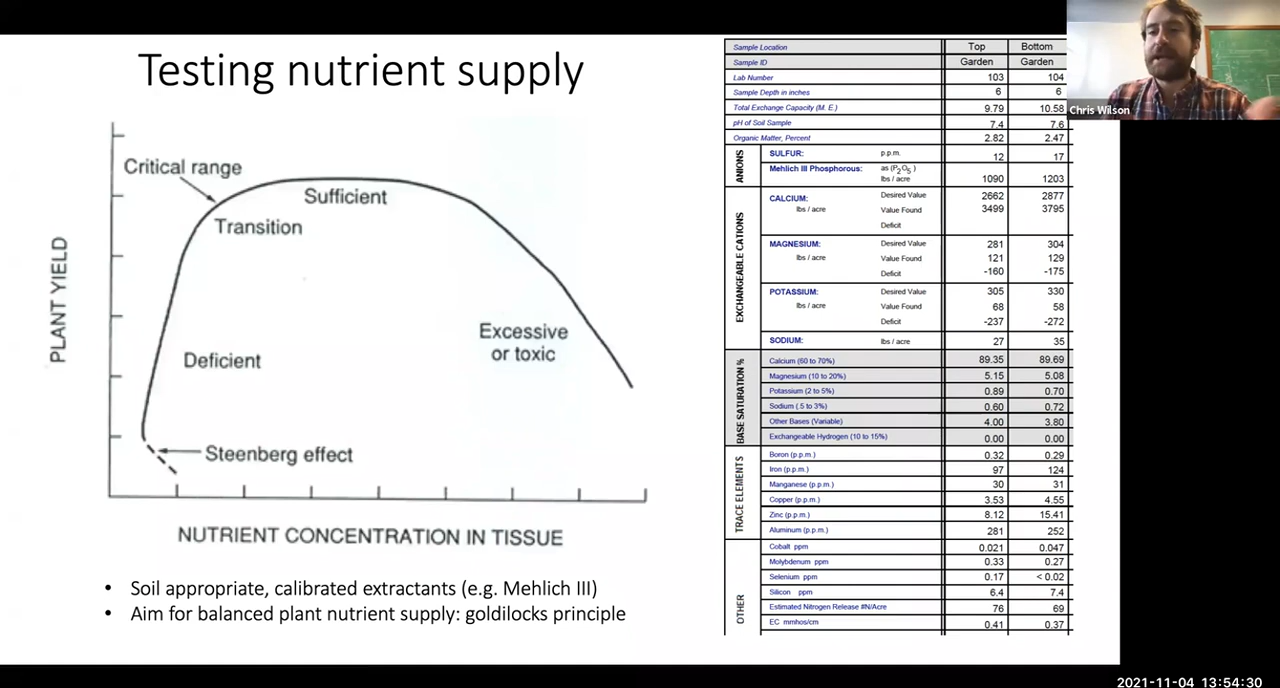 Testing nutrient supply
Critical range
Sufficient
Transition
Deficient
Excessive
or toxic
Steenberg effect
PLANT YIELD
NUTRIENT CONCENTRATION IN TISSUE
• Soil appropriate, calibrated extractants (e.g. Mehlich III)
• Aim for balanced plant nutrient supply: goldilocks principle
Sample Location Top Bottom
Sample ID Garden Garden
Lab Number 103 104
Sample Depth in inches 6 6
Total Exchange Capacity (M. E.) 9.79 10.58
pH of Soil Sample 7.4 7.6
Organic Matter, Percent 2.82 2.47
ANIONS
SULFUR: p.p.m. 12 17
Mehlich III Phosphorous: as (P2O5)
lbs / acre 1090 1203
EXCHANGEABLE CATIONS
CALCIUM: Desired Value 2662 2877
lbs / acre Value Found 3499 3795
Deficit
MAGNESIUM: Desired Value 281 304
lbs / acre Value Found 121 129
Deficit -160 -175
POTASSIUM: Desired Value 305 330
lbs / acre Value Found 68 58
Deficit -237 -272
SODIUM: lbs / acre 27 35
BASE SATURATION %
Calcium (60 to 70%) 89.35 89.69
Magnesium (10 to 20%) 5.15 5.08
Potassium (2 to 5%) 0.89 0.70
Sodium (.5 to 3%) 0.60 0.72
Other Bases (Variable) 4.00 3.80
Exchangeable Hydrogen (10 to 15%) 0.00 0.00
TRACE ELEMENTS
Boron (p.p.m.) 0.32 0.29
Iron (p.p.m.) 97 124
Manganese (p.p.m.) 30 31
Copper (p.p.m.) 3.53 4.55
Zinc (p.p.m.) 8.12 15.41
Aluminum (p.p.m.) 281 252
OTHER
Cobalt ppm 0.021 0.047
Molybdenum ppm 0.33 0.27
Selenium ppm 0.17 < 0.02
Silicon ppm 6.4 7.4
Estimated Nitrogen Release #N/Acre 76 69
EC mmhos/cm 0.41 0.37
Chris Wilson
2021-11-04 13:54:30